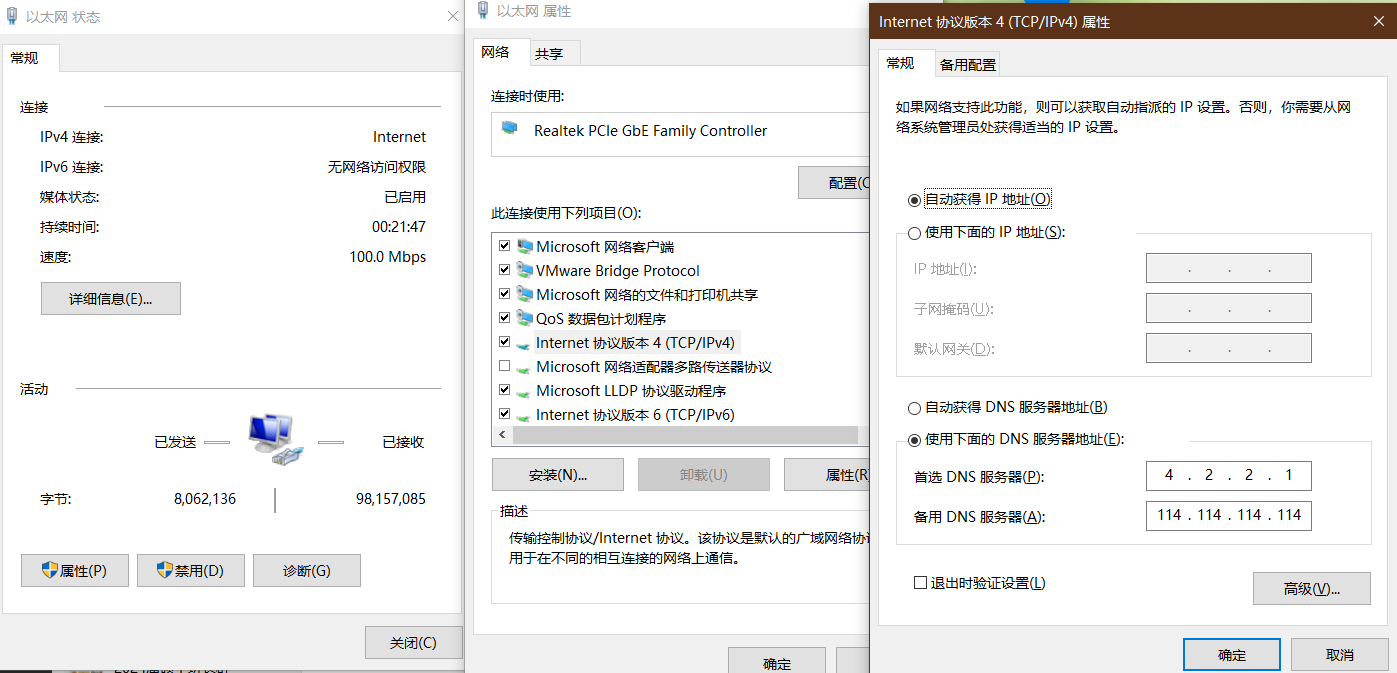 以太网 状态
常规
连接
IPv4 连接: Internet
IPv6 连接: 无网络访问权限
媒体状态: 已启用
持续时间: 00:21:47
速度: 100.0 Mbps
详细信息(E)...
活动
已发送 已接收
字节: 8,062,136 98,157,085
属性(P) 禁用(D) 诊断(G)
关闭(C)
以太网 属性
网络 共享
连接时使用:
Realtek PCIe GbE Family Controller
配置(C
此连接使用下列项目(O):
Microsoft 网络客户端
VMware Bridge Protocol
Microsoft 网络的文件和打印机共享
QoS 数据包计划程序
Internet 协议版本 4 (TCP/IPv4)
Microsoft 网络适配器多路传送器协议
Microsoft LLDP 协议驱动程序
Internet 协议版本 6 (TCP/IPv6)
安装(N)... 卸载(U) 属性(R
描述
传输控制协议/Internet 协议。该协议是默认的广域网络协
用于在不同的相互连接的网络上通信。
确定
Internet 协议版本 4 (TCP/IPv4) 属性
常规 备用配置
如果网络支持此功能，则可以获取自动指派的 IP 设置。否则，你需要从网
络系统管理员处获得适当的 IP 设置。
自动获得 IP 地址(O)
使用下面的 IP 地址(S):
IP 地址(I): . . .
子网掩码(U): . . .
默认网关(D): . . .
自动获得 DNS 服务器地址(B)
使用下面的 DNS 服务器地址(E):
首选 DNS 服务器(P): 4 . 2 . 2 . 1
备用 DNS 服务器(A): 114 . 114 . 114 . 114
退出时验证设置(L)
高级(V)...
确定 取消